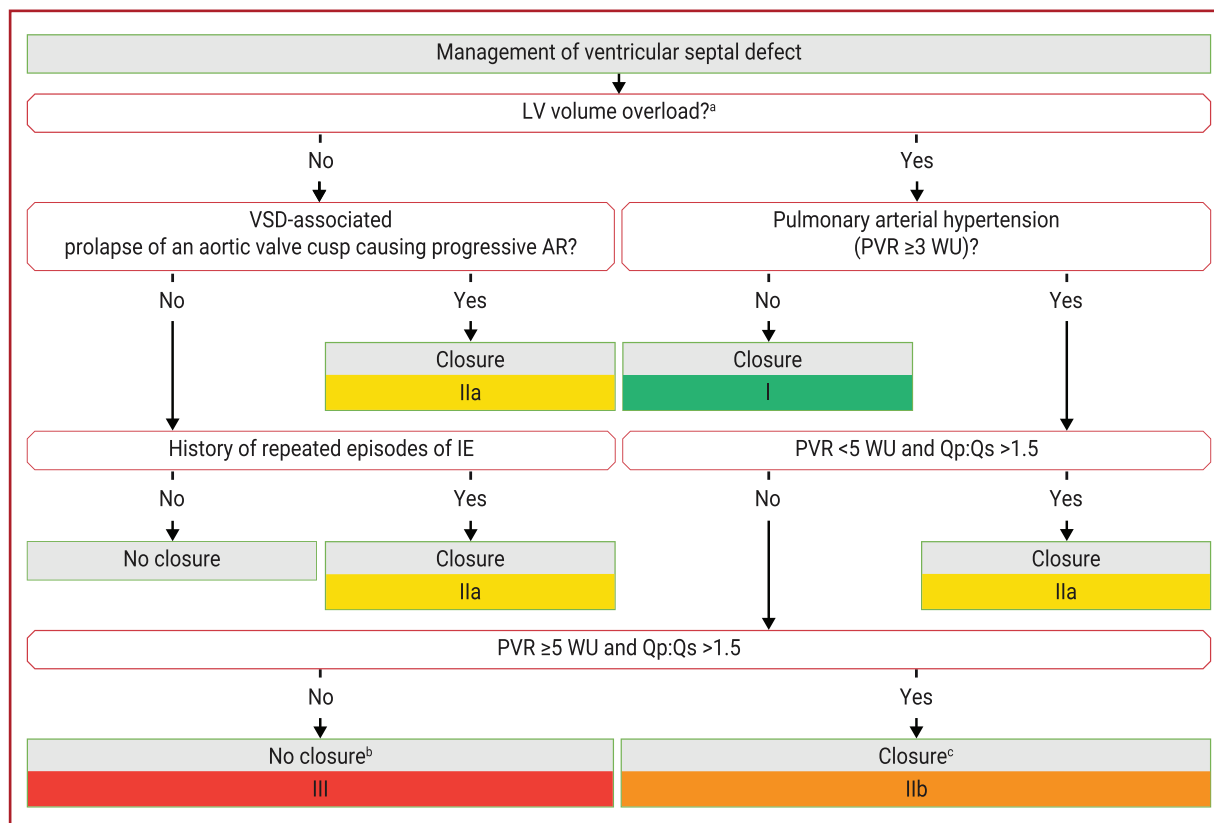 Management of ventricular septal defect
LV volume overload?ᵃ
No
Yes
VSD-associated
prolapse of an aortic valve cusp causing progressive AR?
Pulmonary arterial hypertension
(PVR ≥3 WU)?
No
Yes
No
Yes
Closure
IIa
Closure
I
History of repeated episodes of IE
PVR <5 WU and Qp:Qs >1.5
No
Yes
No
Yes
No closure
Closure
IIa
Closure
IIa
PVR ≥5 WU and Qp:Qs >1.5
No
Yes
No closureᵇ
III
Closureᶜ
IIb